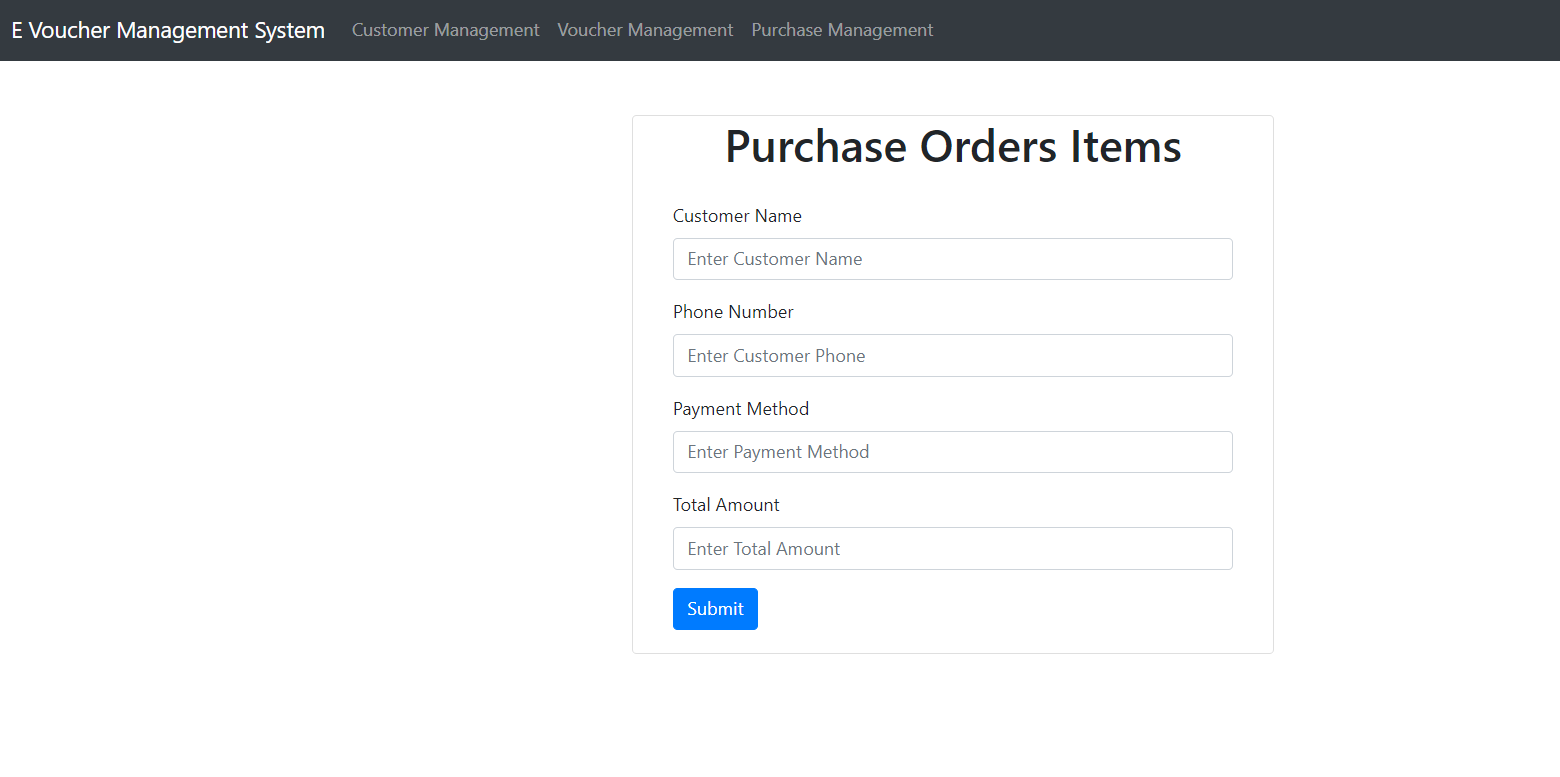 E Voucher Management System Customer Management Voucher Management Purchase Management
Purchase Orders Items
Customer Name
Enter Customer Name
Phone Number
Enter Customer Phone
Payment Method
Enter Payment Method
Total Amount
Enter Total Amount
Submit